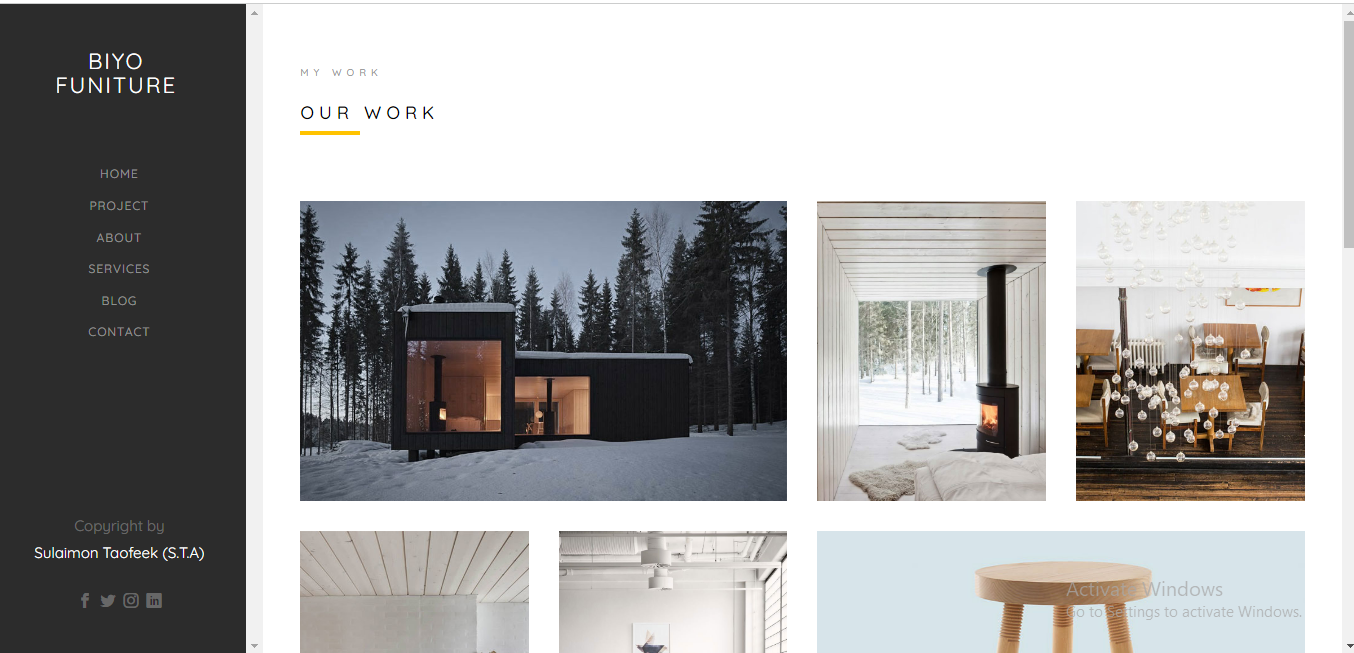 BIYO
FUNITURE
HOME
PROJECT
ABOUT
SERVICES
BLOG
CONTACT
Copyright by
Sulaimon Taofeek (S.T.A)
MY WORK
OUR WORK
Activate Windows
Go to Settings to activate Windows.